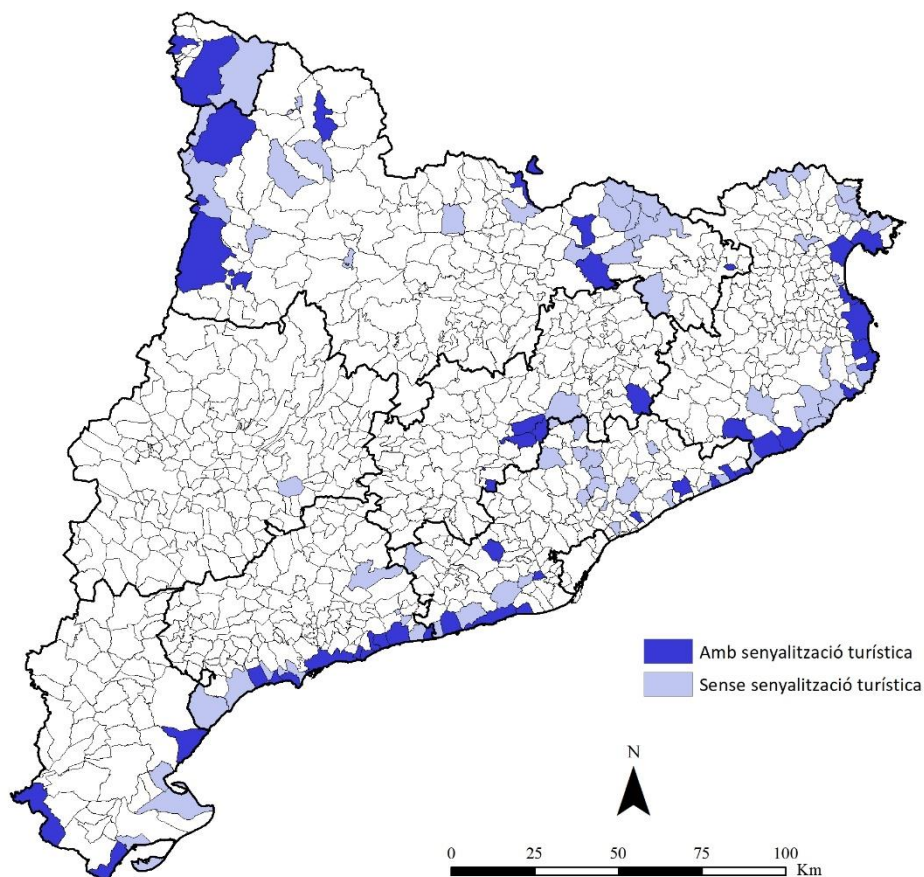 Amb senyalització turística
Sense senyalització turística
N
0 25 50 75 100
Km